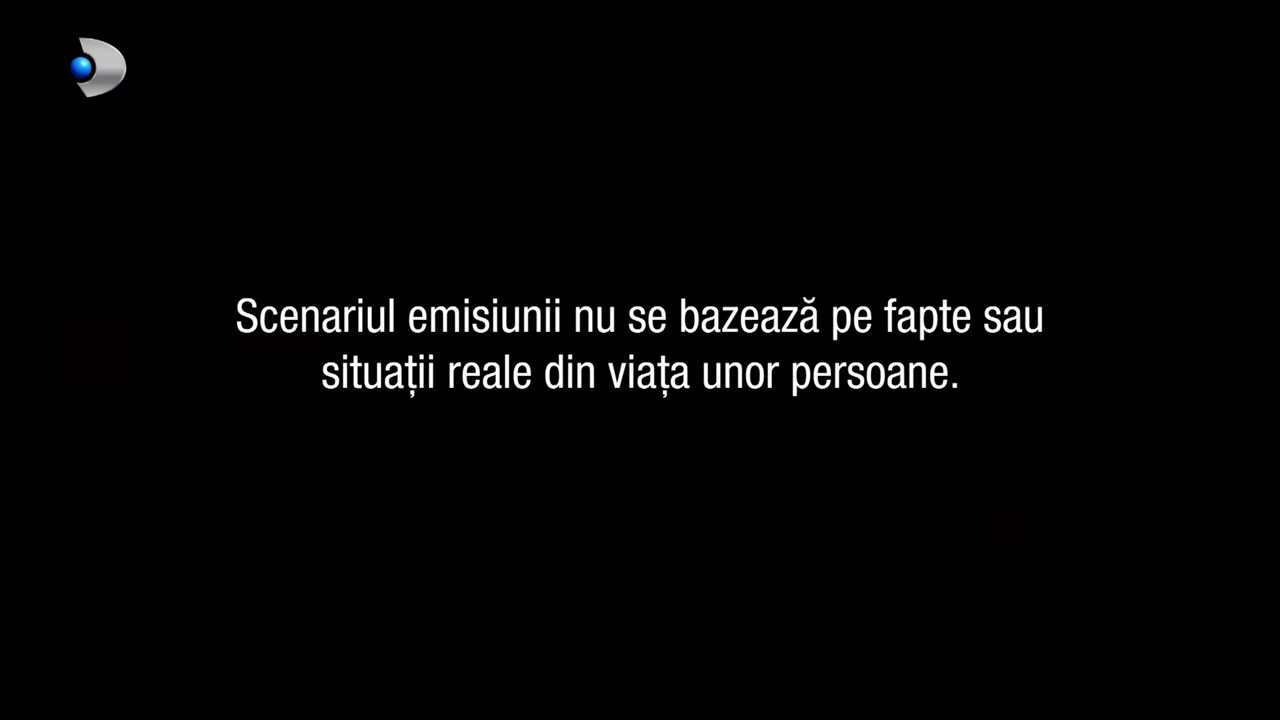 Scenariul emisiunii nu se bazează pe fapte sau
situații reale din viața unor persoane.